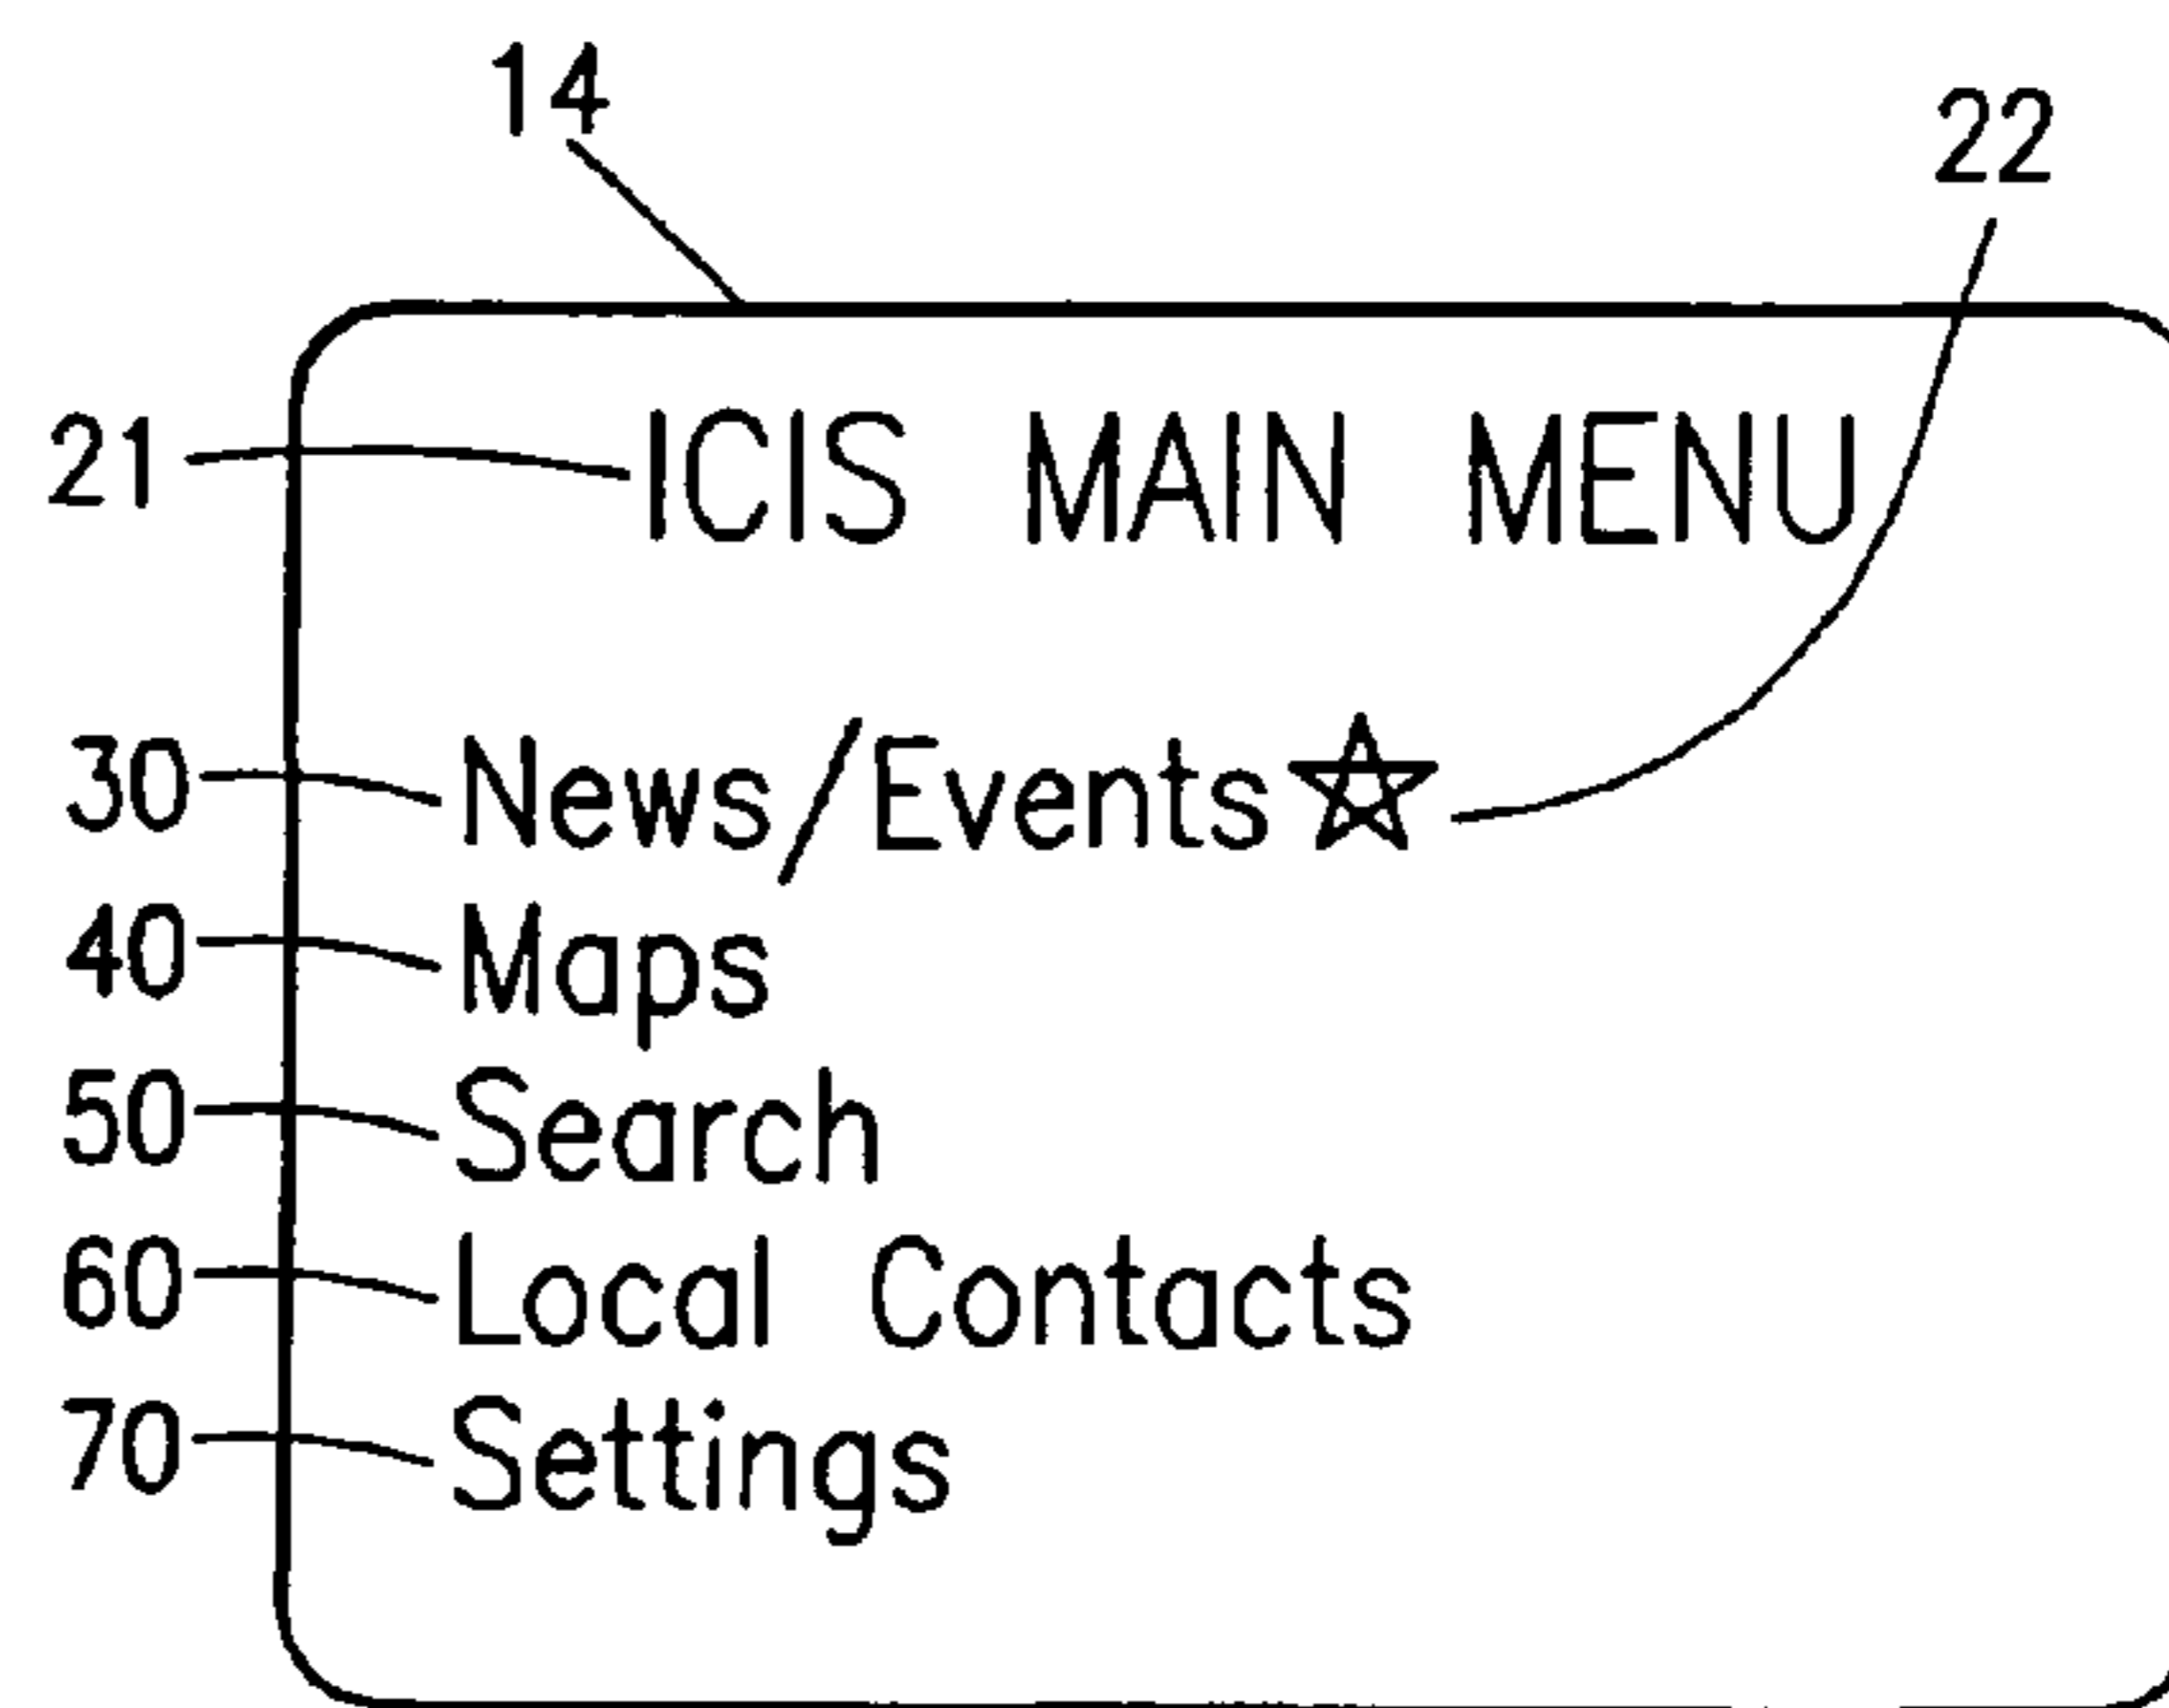 14
22
21 ICIS MAIN MENU
30 News/Events
40 Maps
50 Search
60 Local Contacts
70 Settings